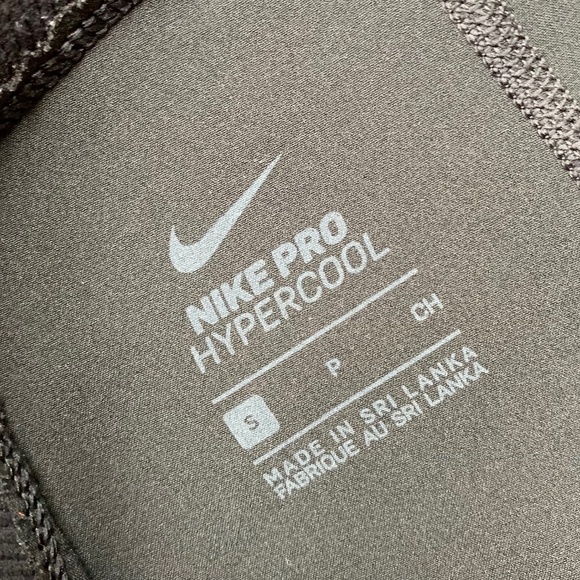 NIKE PRO
HYPERCOOL
S P CH
MADE IN SRI LANKA
FABRIQUE AU SRI LANKA